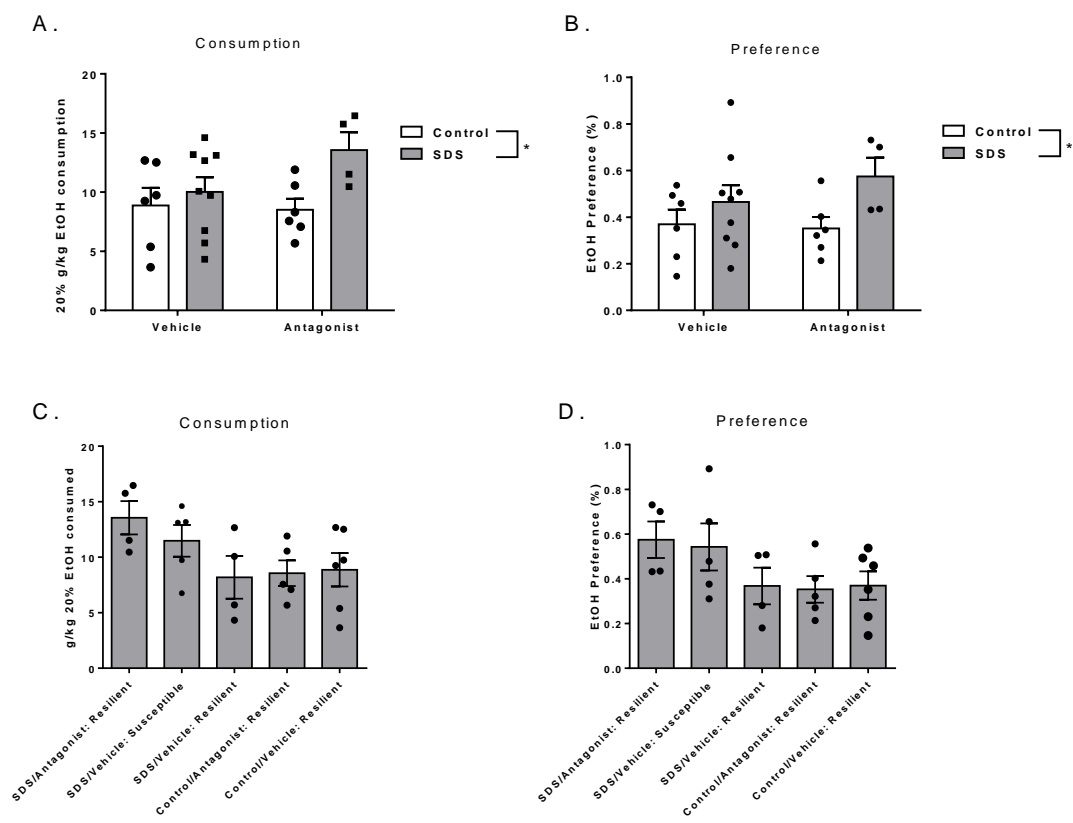 A.
Consumption
20% g/kg EtOH consumption
20
15
10
5
0
Vehicle
Antagonist
Control
SDS
*
B.
Preference
EtOH Preference (%)
1.0
0.8
0.6
0.4
0.2
0.0
Vehicle
Antagonist
Control
SDS
*
C.
Consumption
g/kg 20% EtOH consumed
20
15
10
5
0
SDS/Antagonist: Resilient
SDS/Vehicle: Susceptible
SDS/Vehicle: Resilient
Control/Antagonist: Resilient
Control/Vehicle: Resilient
D.
Preference
EtOH Preference (%)
1.0
0.8
0.6
0.4
0.2
0.0
SDS/Antagonist: Resilient
SDS/Vehicle: Susceptible
SDS/Vehicle: Resilient
Control/Antagonist: Resilient
Control/Vehicle: Resilient